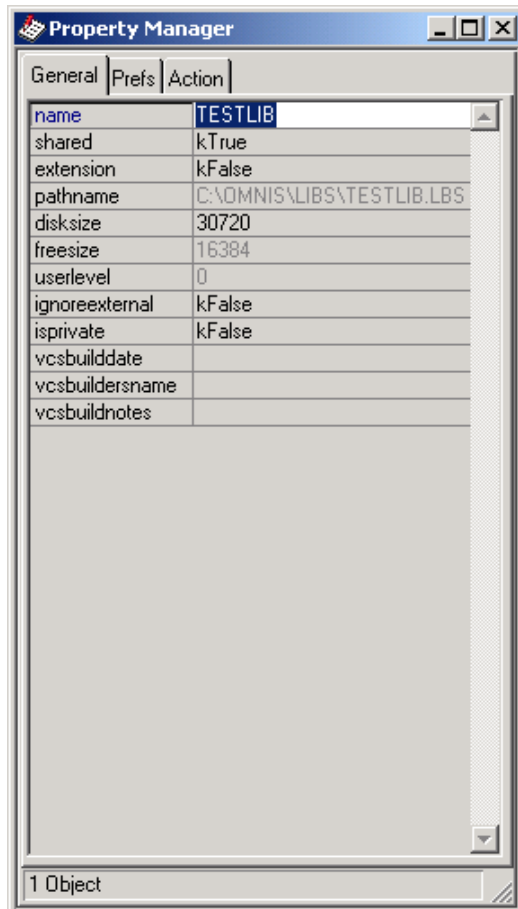 Property Manager
General Prefs Action
name TESTLIB
shared kTrue
extension kFalse
pathname C:\OMNIS\LIBS\TESTLIB.LBS
disksize 30720
freesize 16384
userlevel 0
ignoreexternal kFalse
isprivate kFalse
vcsbuilddate
vcsbuildersname
vcsbuildnotes
1 Object